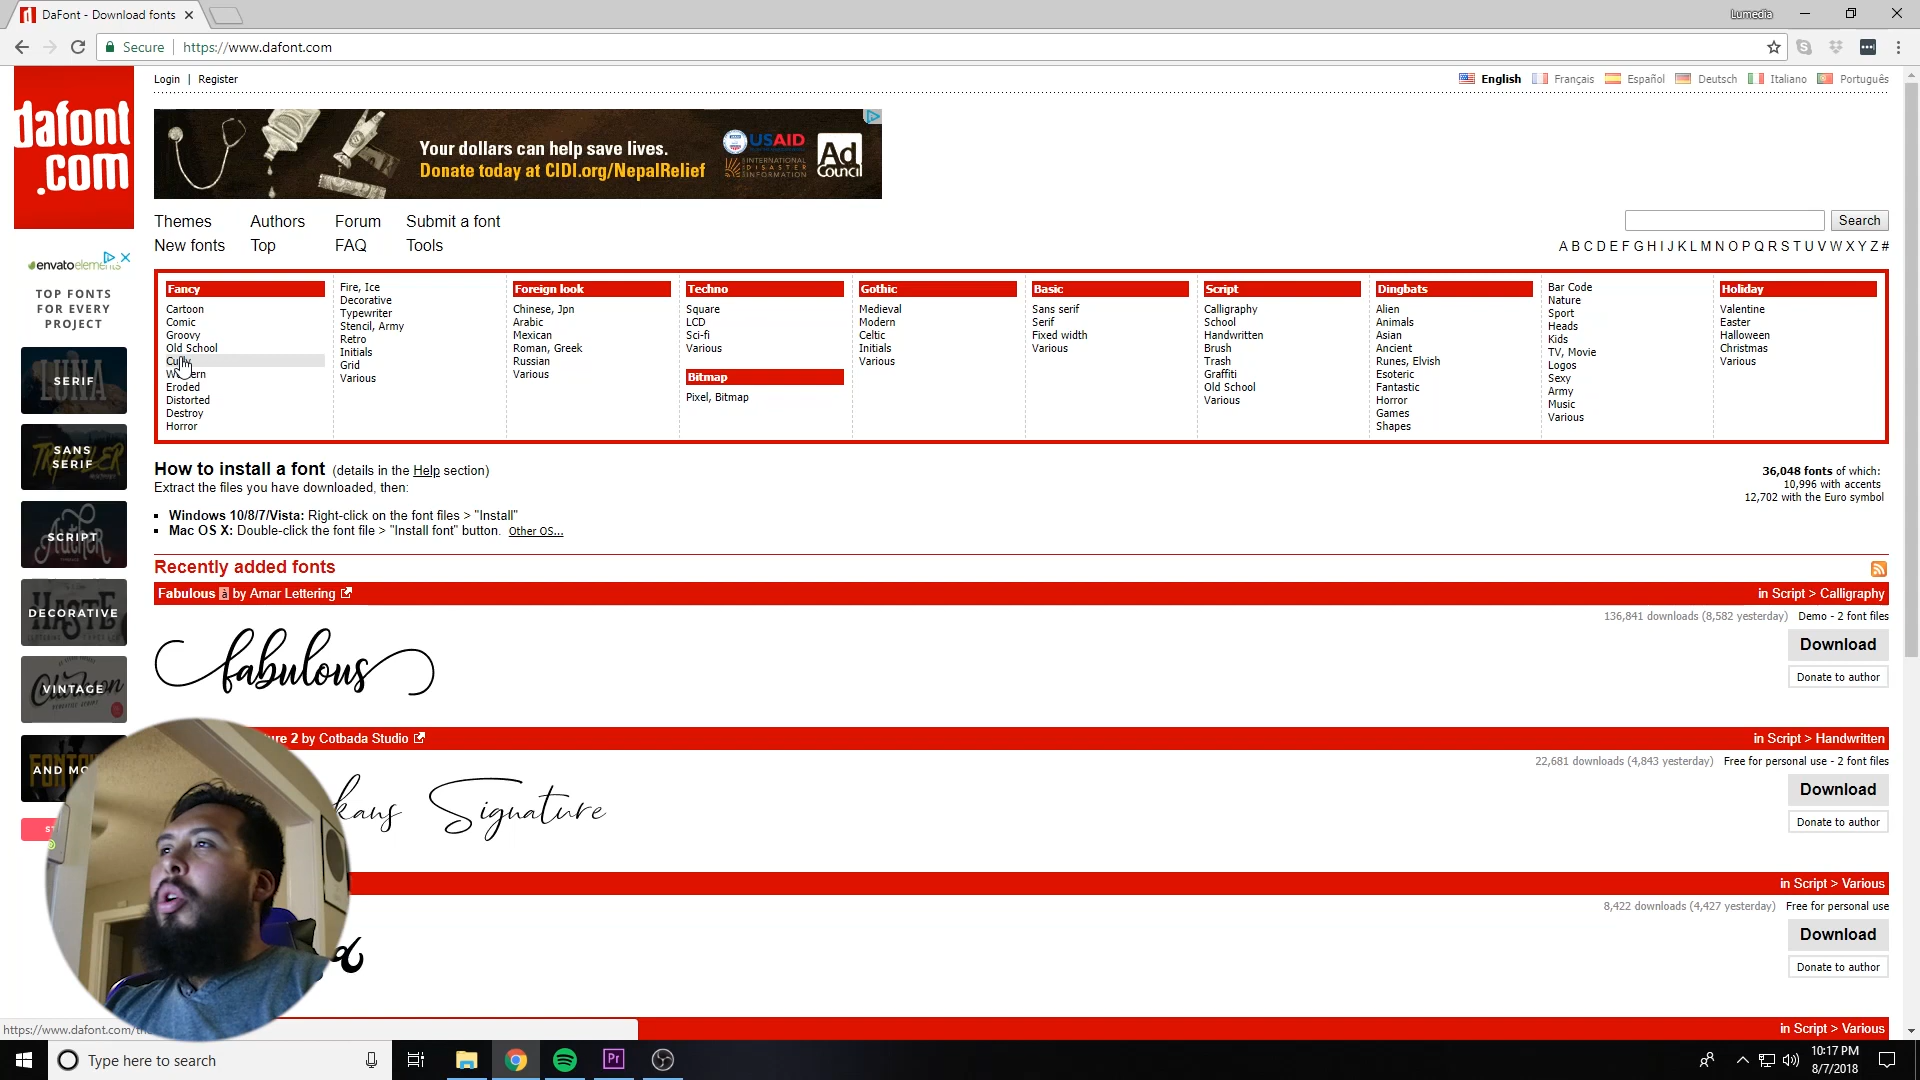 DaFont - Download fonts
Lumedia
Secure
https://www.dafont.com
dafont
.com
Login | Register
English Français Español Deutsch Italiano Português
Your dollars can help save lives.
Donate today at CIDI.org/NepalRelief
USAID
INTERNATIONAL
DISASTER
INFORMATION
Ad
Council
Themes Authors Forum Submit a font
New fonts Top FAQ Tools
Search
A B C D E F G H I J K L M N O P Q R S T U V W X Y Z #
envatoelements
TOP FONTS
FOR EVERY
PROJECT
SERIF
SANS
SERIF
SCRIPT
DECORATIVE
VINTAGE
Fancy
Cartoon
Comic
Groovy
Old School
Eroded
Distorted
Destroy
Horror
Fire, Ice
Decorative
Typewriter
Stencil, Army
Retro
Initials
Grid
Various
Foreign look
Chinese, Jpn
Arabic
Mexican
Roman, Greek
Russian
Various
Techno
Square
LCD
Sci-fi
Various
Bitmap
Pixel, Bitmap
Gothic
Medieval
Modern
Celtic
Initials
Various
Basic
Sans serif
Serif
Fixed width
Various
Script
Calligraphy
School
Handwritten
Brush
Trash
Graffiti
Old School
Various
Dingbats
Alien
Animals
Asian
Ancient
Runes, Elvish
Esoteric
Fantastic
Horror
Games
Shapes
Bar Code
Nature
Sport
Heads
Kids
TV, Movie
Logos
Sexy
Army
Music
Various
Holiday
Valentine
Easter
Halloween
Christmas
Various
How to install a font (details in the Help section)
Extract the files you have downloaded, then:
Windows 10/8/7/Vista: Right-click on the font files > "Install"
Mac OS X: Double-click the font file > "Install font" button. Other OS...
36,048 fonts of which:
10,996 with accents
12,702 with the Euro symbol
Recently added fonts
Fabulous à by Amar Lettering
in Script > Calligraphy
136,841 downloads (8,582 yesterday) Demo - 2 font files
fabulous
Download
Donate to author
2 by Cotbada Studio
in Script > Handwritten
22,681 downloads (4,843 yesterday) Free for personal use - 2 font files
Signature
Download
Donate to author
in Script > Various
8,422 downloads (4,427 yesterday) Free for personal use
Download
Donate to author
in Script > Various
https://www.dafont.com/
Type here to search
Pr
10:17 PM
8/7/2018